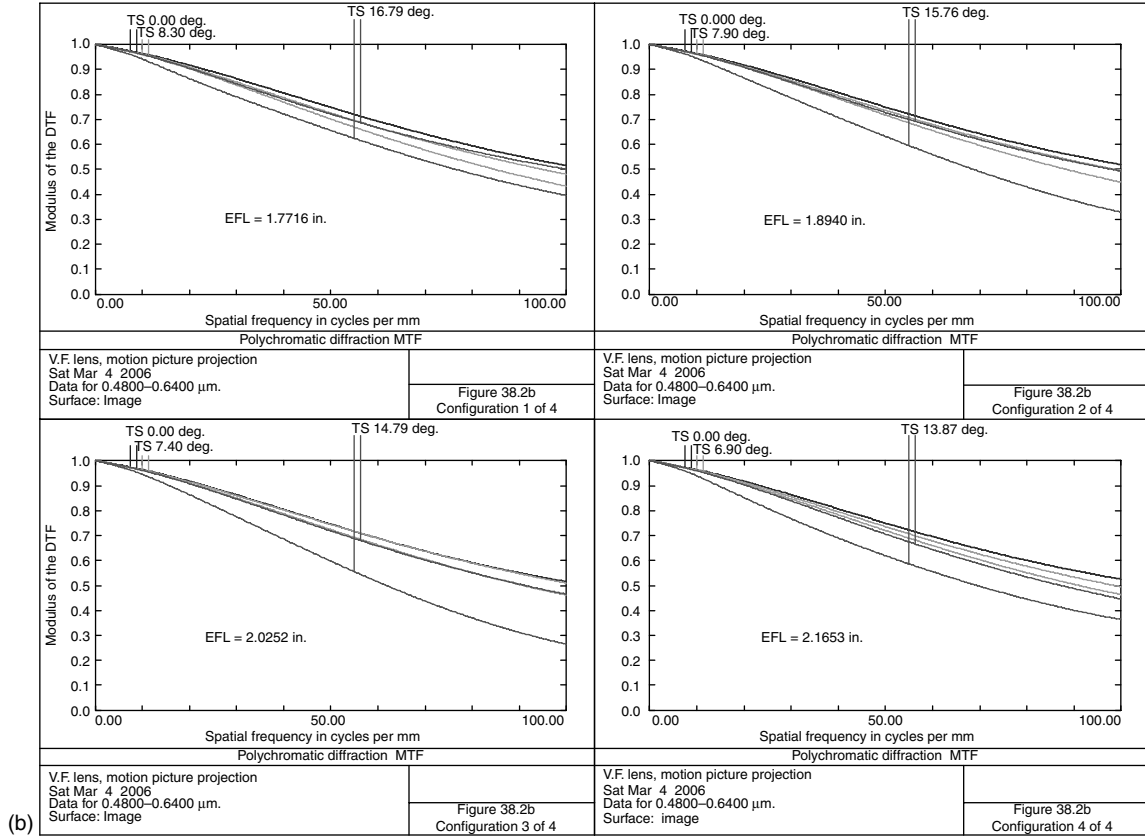 TS 0.00 deg.
TS 8.30 deg.
TS 16.79 deg.
1.0
0.9
0.8
0.7
0.6
0.5
0.4
0.3
0.2
0.1
0.0
Modulus of the DTF
EFL = 1.7716 in.
0.00 50.00 100.00
Spatial frequency in cycles per mm
Polychromatic diffraction MTF
V.F. lens, motion picture projection
Sat Mar 4 2006
Data for 0.4800–0.6400 µm.
Surface: Image
Figure 38.2b
Configuration 1 of 4
TS 0.000 deg.
TS 7.90 deg.
TS 15.76 deg.
1.0
0.9
0.8
0.7
0.6
0.5
0.4
0.3
0.2
0.1
0.0
EFL = 1.8940 in.
0.00 50.00 100.00
Spatial frequency in cycles per mm
Polychromatic diffraction MTF
V.F. lens, motion picture projection
Sat Mar 4 2006
Data for 0.4800–0.6400 µm.
Surface: Image
Figure 38.2b
Configuration 2 of 4
TS 0.00 deg.
TS 7.40 deg.
TS 14.79 deg.
1.0
0.9
0.8
0.7
0.6
0.5
0.4
0.3
0.2
0.1
0.0
Modulus of the DTF
EFL = 2.0252 in.
0.00 50.00 100.00
Spatial frequency in cycles per mm
Polychromatic diffraction MTF
V.F. lens, motion picture projection
Sat Mar 4 2006
Data for 0.4800–0.6400 µm.
Surface: Image
Figure 38.2b
Configuration 3 of 4
TS 0.00 deg.
TS 6.90 deg.
TS 13.87 deg.
1.0
0.9
0.8
0.7
0.6
0.5
0.4
0.3
0.2
0.1
0.0
EFL = 2.1653 in.
0.00 50.00 100.00
Spatial frequency in cycles per mm
Polychromatic diffraction MTF
V.F. lens, motion picture projection
Sat Mar 4 2006
Data for 0.4800–0.6400 µm.
Surface: image
Figure 38.2b
Configuration 4 of 4
(b)